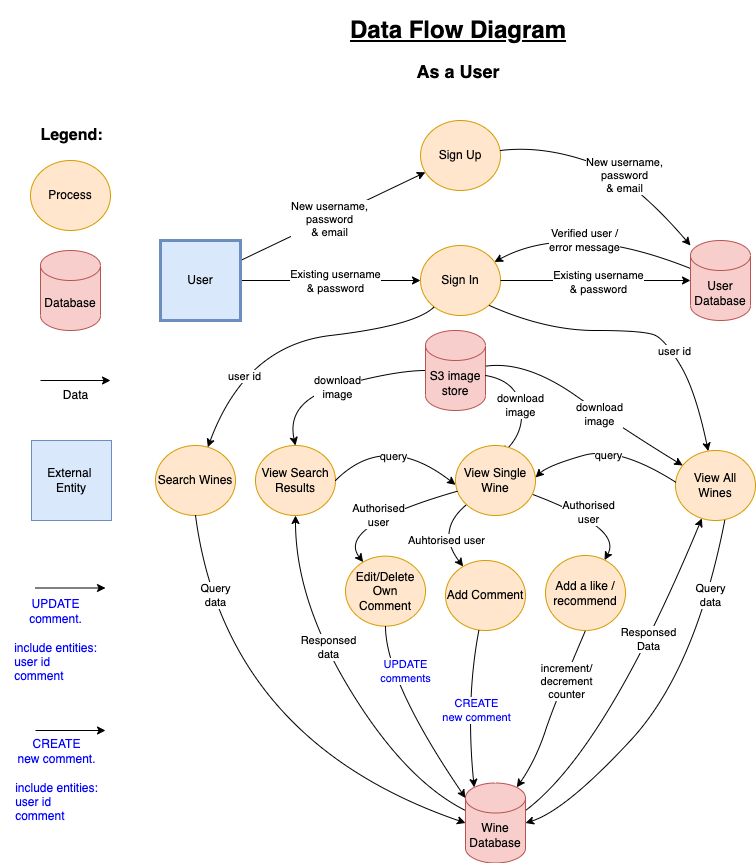 Data Flow Diagram
As a User
Legend:
Process
Database
Data
External
Entity
UPDATE
comment.
include entities:
user id
comment
CREATE
new comment.
include entities:
user id
comment
Sign Up
New username,
password
& email
New username,
password
& email
User
Existing username
& password
Sign In
Verified user /
error message
Existing username
& password
User
Database
user id
user id
S3 image
store
download
image
download
image
download
image
Search Wines
View Search
Results
query
View Single
Wine
query
View All
Wines
Authorised
user
Auhtorised user
Authorised
user
Edit/Delete
Own
Comment
Add Comment
Add a like /
recommend
Query
data
Responsed
data
UPDATE
comments
CREATE
new comment
increment/
decrement
counter
Responsed
Data
Query
data
Wine
Database